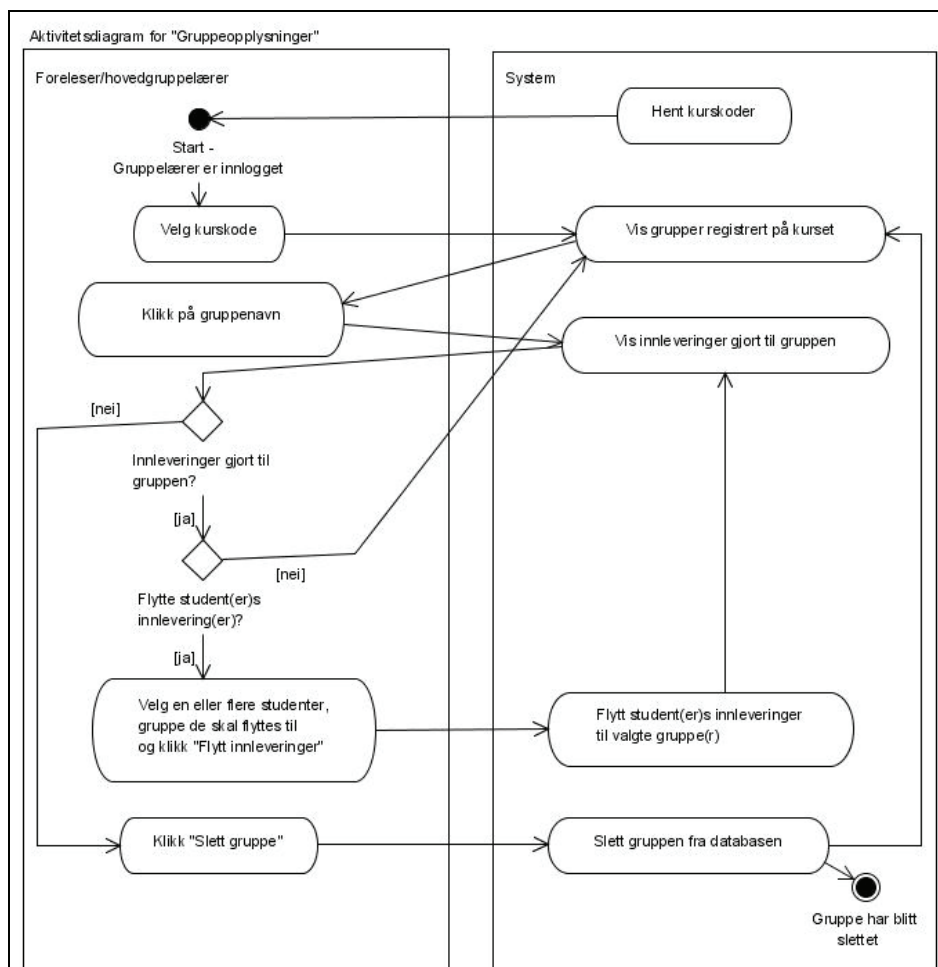 Aktivitetsdiagram for "Gruppeopplysninger"
Foreleser/hovedgruppelærer
System
Hent kurskoder
Start -
Gruppelærer er innlogget
Velg kurskode
Vis grupper registrert på kurset
Klikk på gruppenavn
Vis innleveringer gjort til gruppen
[nei]
Innleveringer gjort til
gruppen?
[ja]
[nei]
Flytte student(er)s
innlevering(er)?
[ja]
Velg en eller flere studenter,
gruppe de skal flyttes til
og klikk "Flytt innleveringer"
Flytt student(er)s innleveringer
til valgte gruppe(r)
Klikk "Slett gruppe"
Slett gruppen fra databasen
Gruppe har blitt
slettet